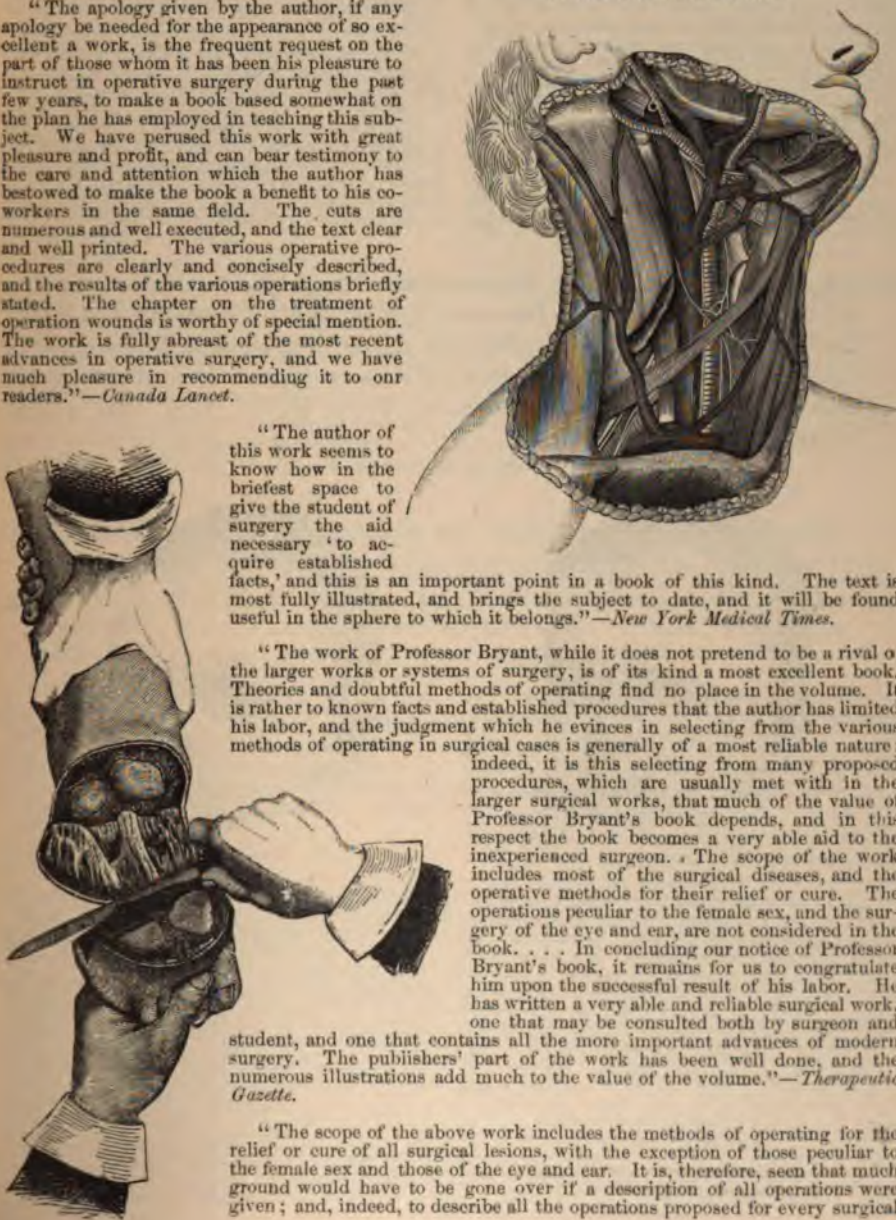 “The apology given by the author, if any
apology be needed for the appearance of so ex-
cellent a work, is the frequent request on the
part of those whom it has been his pleasure to
instruct in operative surgery during the past
few years, to make a book based somewhat on
the plan he has employed in teaching this sub-
ject. We have perused this work with great
pleasure and profit, and can bear testimony to
the care and attention which the author has
bestowed to make the book a benefit to his co-
workers in the same field. The cuts are
numerous and well executed, and the text clear
and well printed. The various operative pro-
cedures are clearly and concisely described,
and the results of the various operations briefly
stated. The chapter on the treatment of
operation wounds is worthy of special mention.
The work is fully abreast of the most recent
advances in operative surgery, and we have
much pleasure in recommending it to our
readers.”—Canada Lancet.
“The author of
this work seems to
know how in the
briefest space to
give the student of
surgery the aid
necessary ‘to ac-
quire established
facts,’ and this is an important point in a book of this kind. The text is
most fully illustrated, and brings the subject to date, and it will be found
useful in the sphere to which it belongs.”—New York Medical Times.
“The work of Professor Bryant, while it does not pretend to be a rival o
the larger works or systems of surgery, is of its kind a most excellent book.
Theories and doubtful methods of operating find no place in the volume. I
is rather to known facts and established procedures that the author has limited
his labor, and the judgment which he evinces in selecting from the various
methods of operating in surgical cases is generally of a most reliable nature
indeed, it is this selecting from many proposed
procedures, which are usually met with in the
larger surgical works, that much of the value of
Professor Bryant’s book depends, and in this
respect the book becomes a very able aid to the
inexperienced surgeon. . The scope of the work
includes most of the surgical diseases, and the
operative methods for their relief or cure. The
operations peculiar to the female sex, and the sur-
gery of the eye and ear, are not considered in the
book. . . . In concluding our notice of Professor
Bryant’s book, it remains for us to congratulate
him upon the successful result of his labor. He
has written a very able and reliable surgical work,
one that may be consulted both by surgeon and
student, and one that contains all the more important advances of modern
surgery. The publishers’ part of the work has been well done, and the
numerous illustrations add much to the value of the volume.”—Therapeutic
Gazette.
“The scope of the above work includes the methods of operating for the
relief or cure of all surgical lesions, with the exception of those peculiar to
the female sex and those of the eye and ear. It is, therefore, seen that much
ground would have to be gone over if a description of all operations were
given; and, indeed, to describe all the operations proposed for every surgical